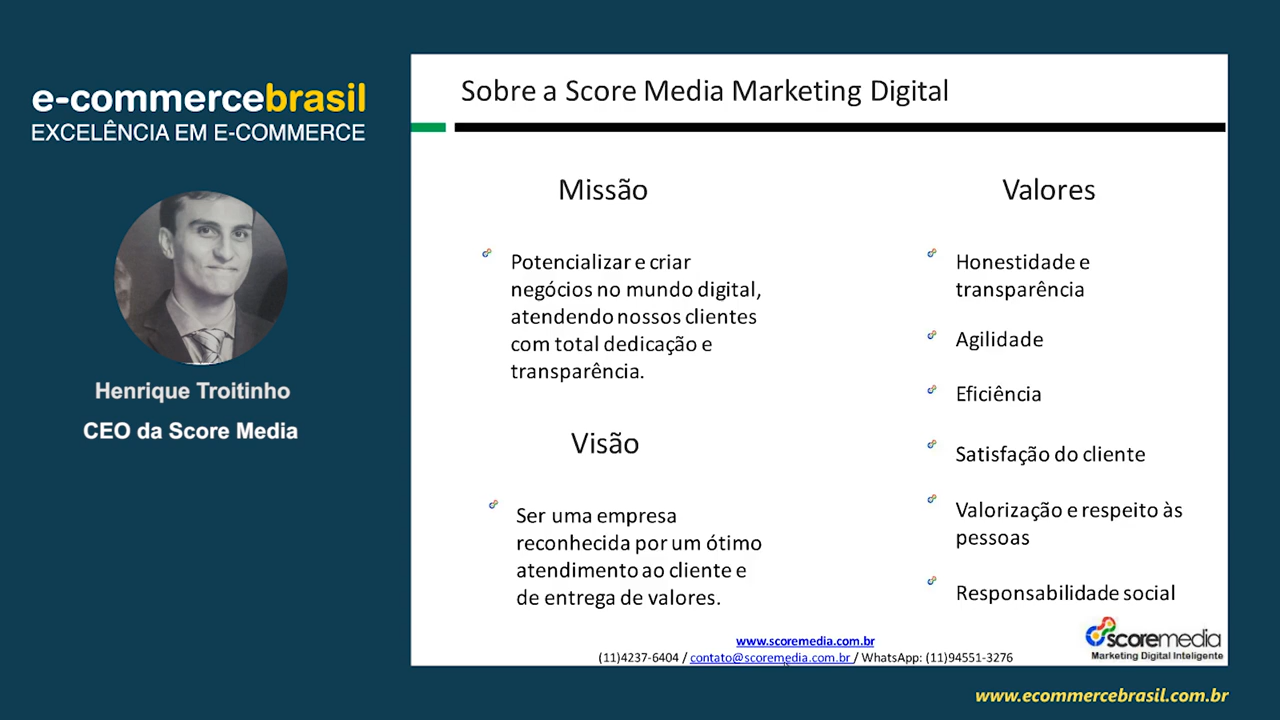 e-commercebrasil
EXCELÊNCIA EM E-COMMERCE
Henrique Troitinho
CEO da Score Media
Sobre a Score Media Marketing Digital
Missão
Potencializar e criar
negócios no mundo digital,
atendendo nossos clientes
com total dedicação e
transparência.
Visão
Ser uma empresa
reconhecida por um ótimo
atendimento ao cliente e
de entrega de valores.
Valores
Honestidade e
transparência
Agilidade
Eficiência
Satisfação do cliente
Valorização e respeito às
pessoas
Responsabilidade social
www.scoremedia.com.br
(11)4237-6404 / contato@scoremedia.com.br / WhatsApp: (11)94551-3276
scoremedia
Marketing Digital Inteligente
www.ecommercebrasil.com.br